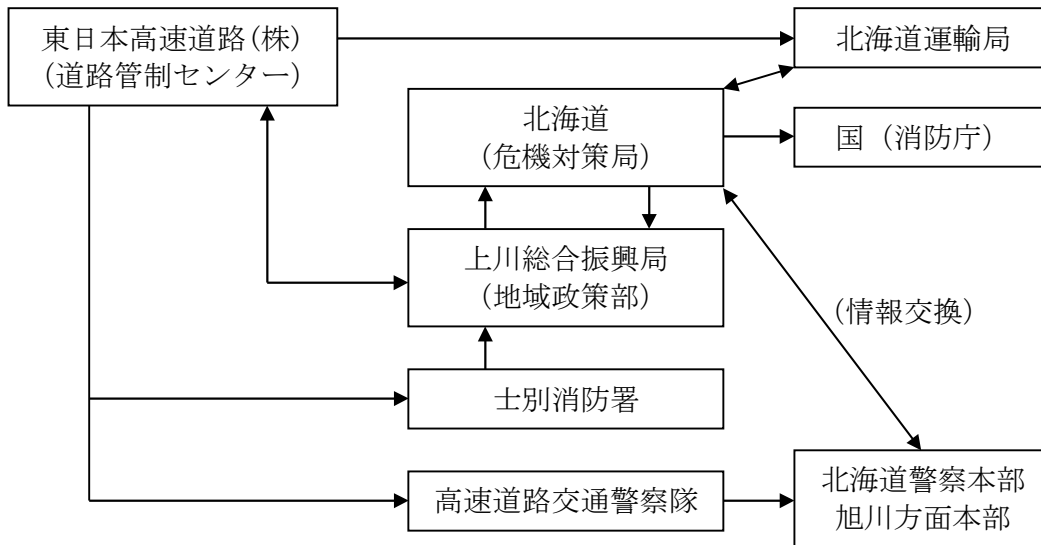 東日本高速道路(株)
(道路管制センター)
北海道運輸局
北海道
(危機対策局)
国（消防庁）
上川総合振興局
(地域政策部)
(情報交換)
士別消防署
高速道路交通警察隊
北海道警察本部
旭川方面本部